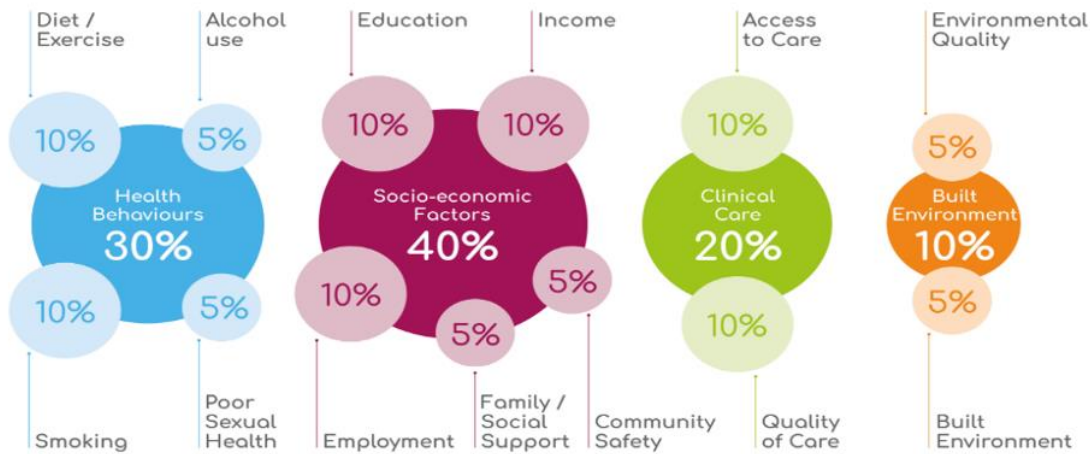 Diet /
Exercise
Alcohol
use
Education
Income
Access
to Care
Environmental
Quality
10%
5%
10%
10%
10%
5%
Health
Behaviours
30%
Socio-economic
Factors
40%
Clinical
Care
20%
Built
Environment
10%
10%
5%
10%
5%
5%
10%
5%
Smoking
Poor
Sexual
Health
Employment
Family /
Social
Support
Community
Safety
Quality
of Care
Built
Environment